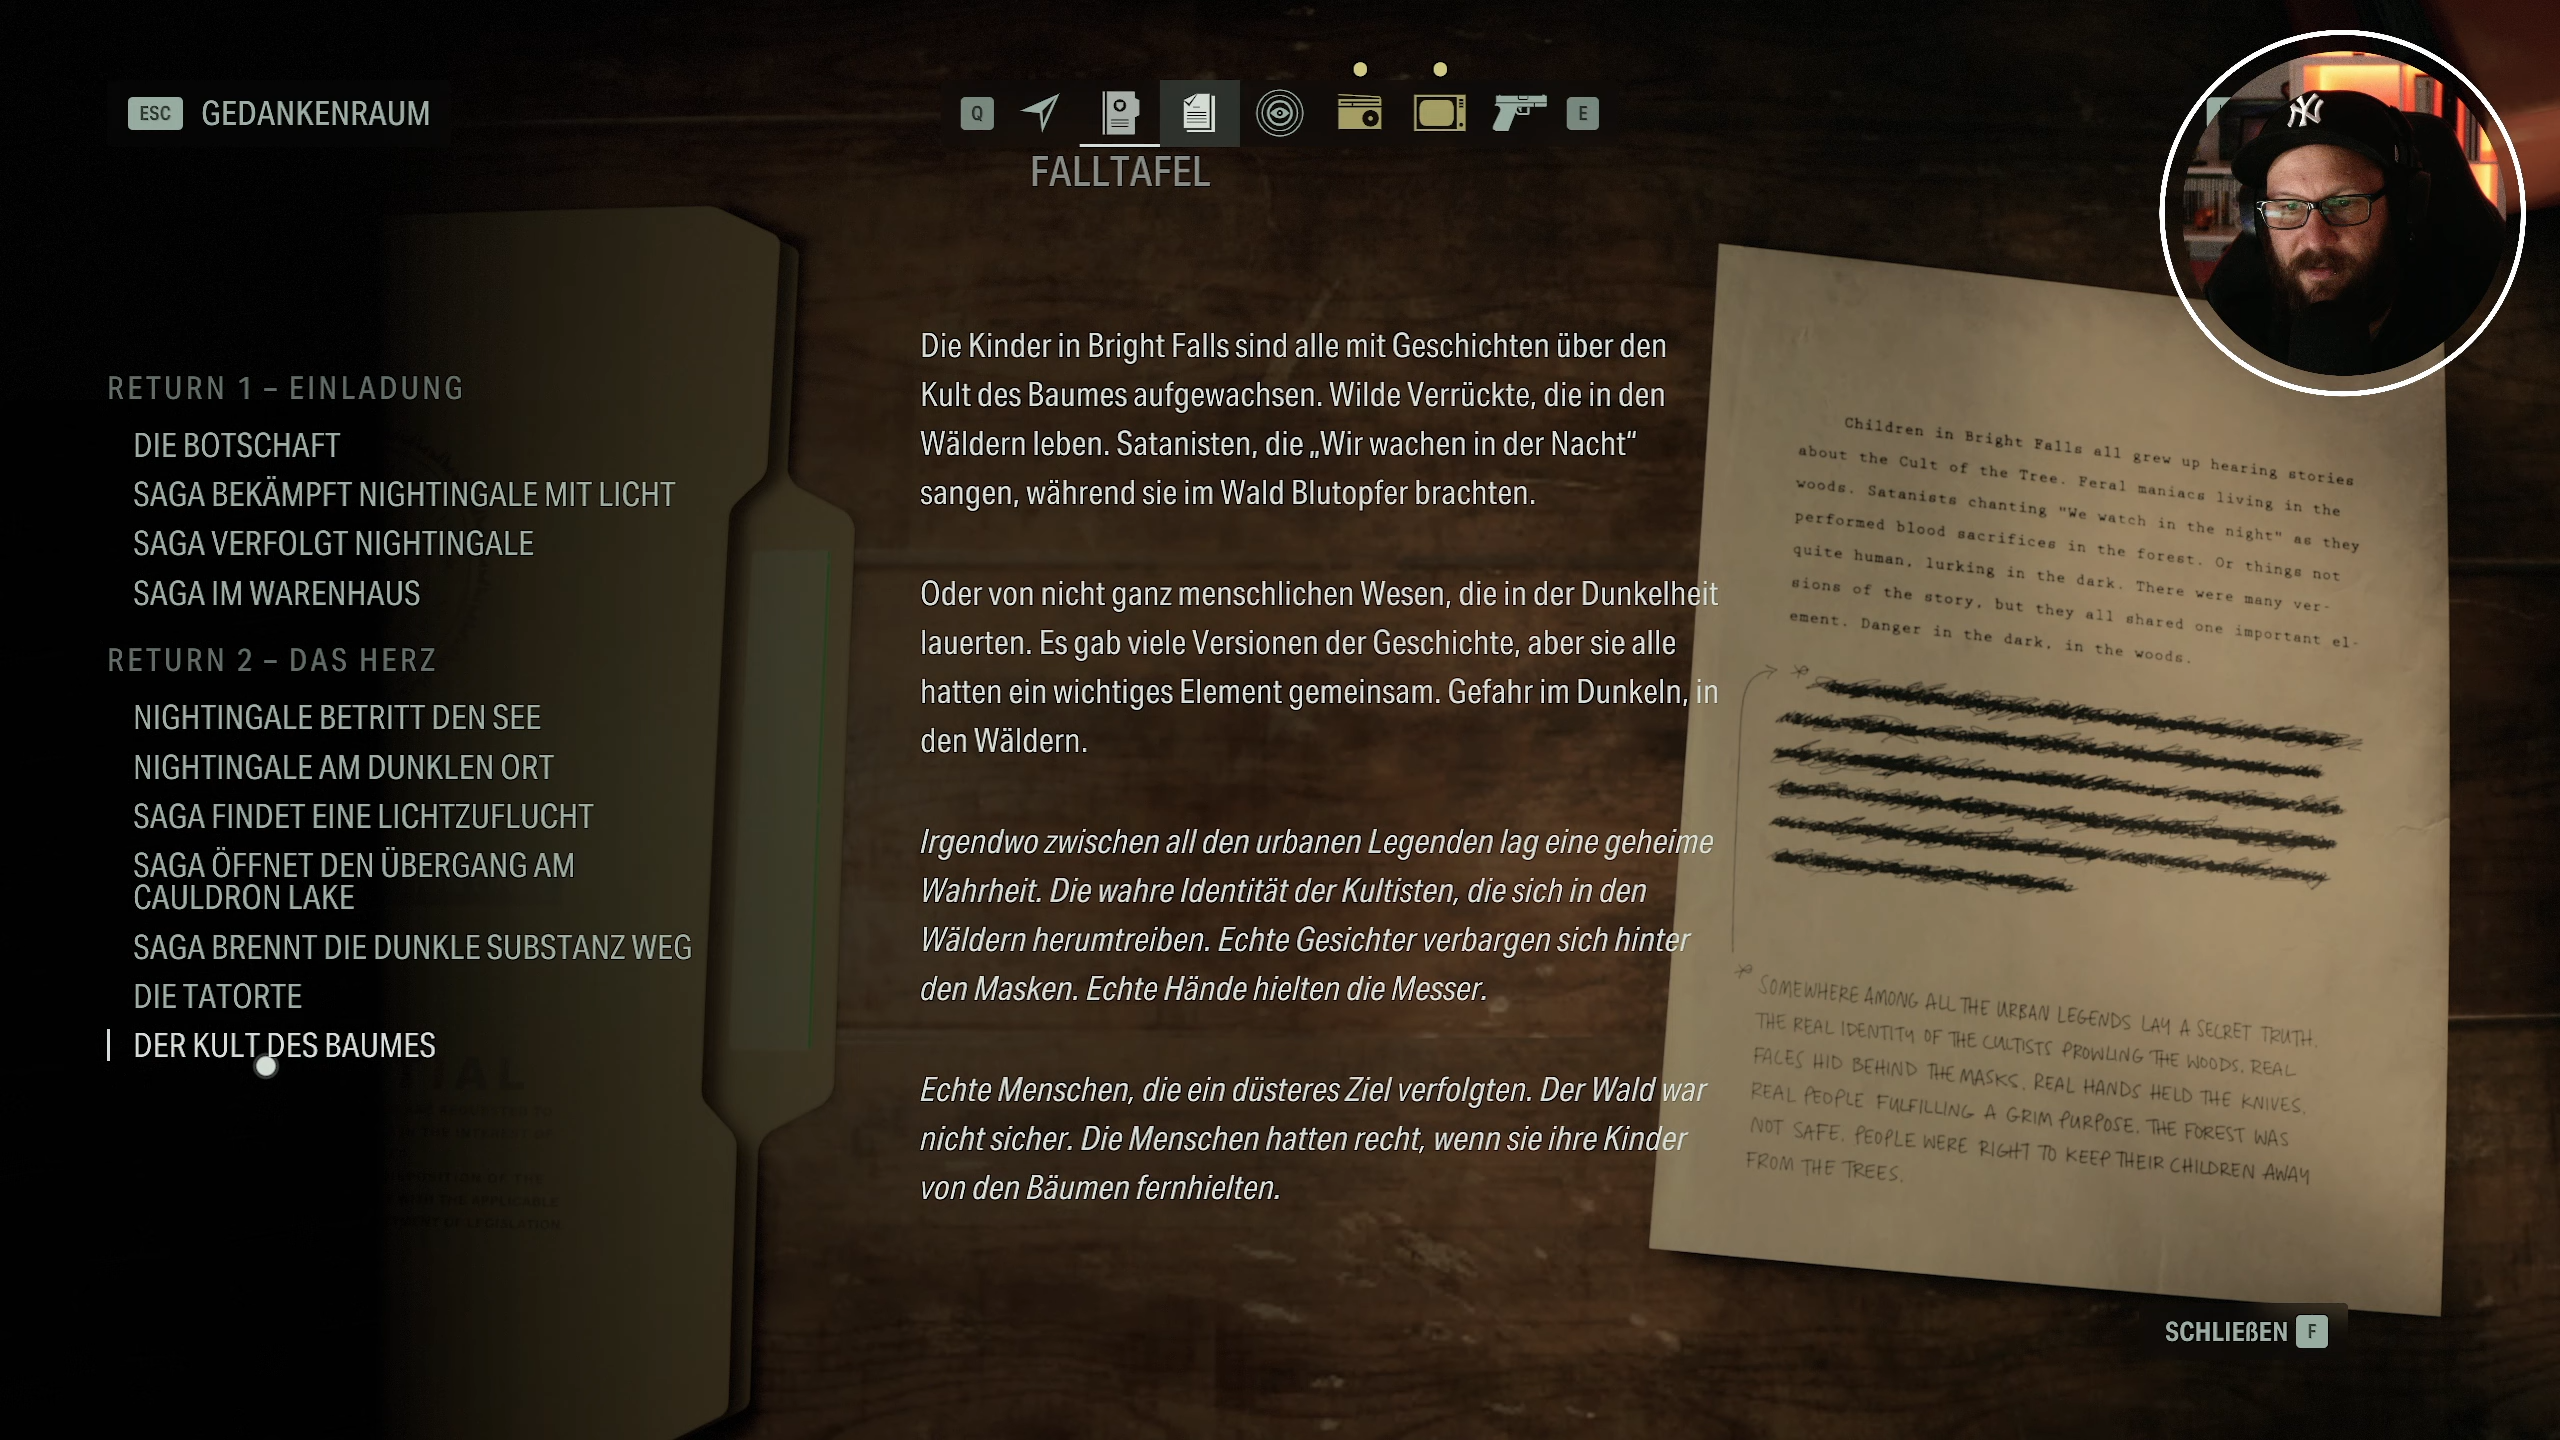 ESC GEDANKENRAUM
Q
E
FALLTAFEL
RETURN 1 – EINLADUNG
DIE BOTSCHAFT
SAGA BEKÄMPFT NIGHTINGALE MIT LICHT
SAGA VERFOLGT NIGHTINGALE
SAGA IM WARENHAUS
RETURN 2 – DAS HERZ
NIGHTINGALE BETRITT DEN SEE
NIGHTINGALE AM DUNKLEN ORT
SAGA FINDET EINE LICHTZUFLUCHT
SAGA ÖFFNET DEN ÜBERGANG AM
CAULDRON LAKE
SAGA BRENNT DIE DUNKLE SUBSTANZ WEG
DIE TATORTE
DER KULT DES BAUMES
Die Kinder in Bright Falls sind alle mit Geschichten über den
Kult des Baumes aufgewachsen. Wilde Verrückte, die in den
Wäldern leben. Satanisten, die „Wir wachen in der Nacht“
sangen, während sie im Wald Blutopfer brachten.
Oder von nicht ganz menschlichen Wesen, die in der Dunkelheit
lauerten. Es gab viele Versionen der Geschichte, aber sie alle
hatten ein wichtiges Element gemeinsam. Gefahr im Dunkeln, in
den Wäldern.
Irgendwo zwischen all den urbanen Legenden lag eine geheime
Wahrheit. Die wahre Identität der Kultisten, die sich in den
Wäldern herumtreiben. Echte Gesichter verbargen sich hinter
den Masken. Echte Hände hielten die Messer.
Echte Menschen, die ein düsteres Ziel verfolgten. Der Wald war
nicht sicher. Die Menschen hatten recht, wenn sie ihre Kinder
von den Bäumen fernhielten.
Children in Bright Falls all grew up hearing stories
about the Cult of the Tree. Feral maniacs living in the
woods. Satanists chanting "We watch in the night" as they
performed blood sacrifices in the forest. Or things not
quite human, lurking in the dark. There were many ver-
sions of the story, but they all shared one important el-
ement. Danger in the dark, in the woods.
SOMEWHERE AMONG ALL THE URBAN LEGENDS LAY A SECRET TRUTH.
THE REAL IDENTITY OF THE CULTISTS PROWLING THE WOODS. REAL
FACES HID BEHIND THE MASKS. REAL HANDS HELD THE KNIVES.
REAL PEOPLE FULFILLING A GRIM PURPOSE. THE FOREST WAS
NOT SAFE. PEOPLE WERE RIGHT TO KEEP THEIR CHILDREN AWAY
FROM THE TREES.
SCHLIEẞEN F
NY